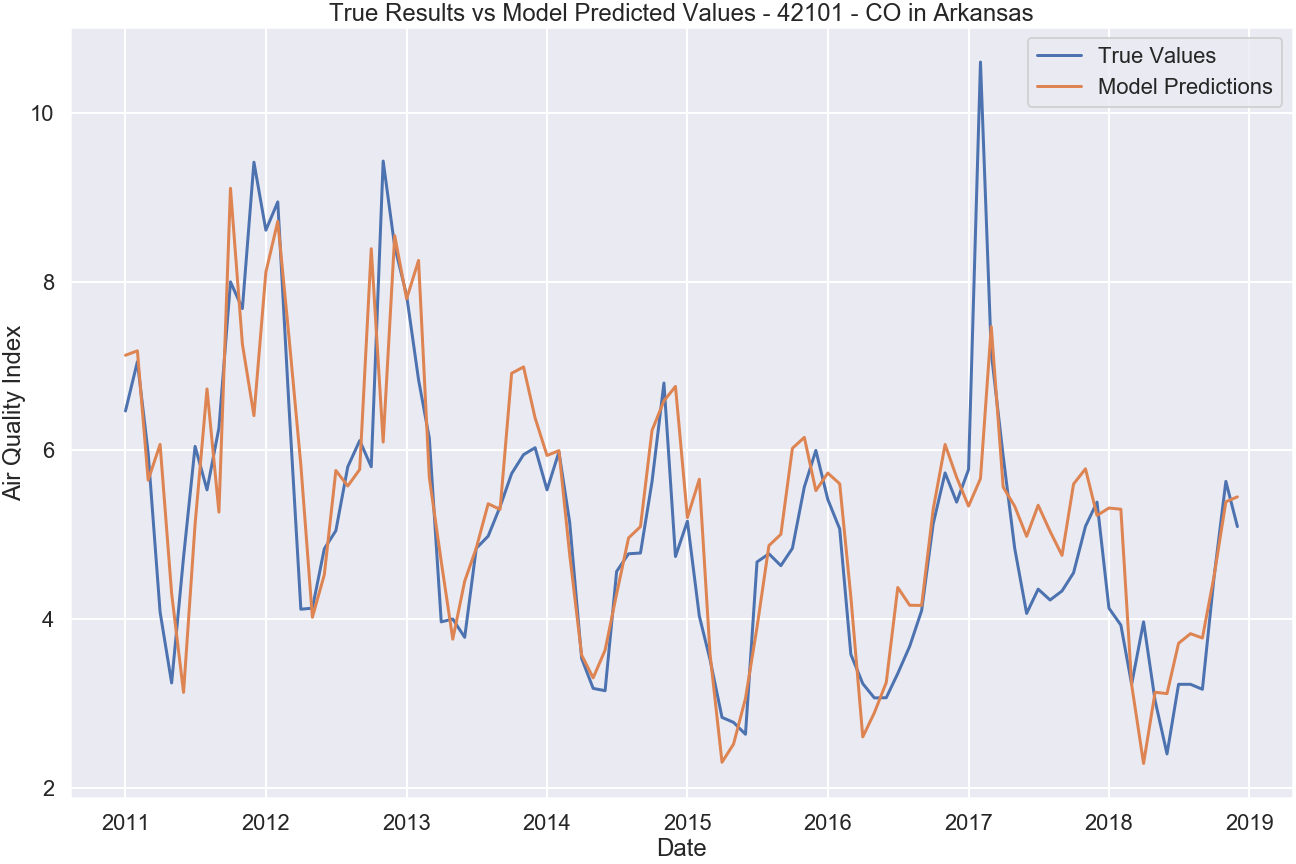 True Results vs Model Predicted Values - 42101 - CO in Arkansas
True Values
Model Predictions
Air Quality Index
10
8
6
4
2
2011 2012 2013 2014 2015 2016 2017 2018 2019
Date